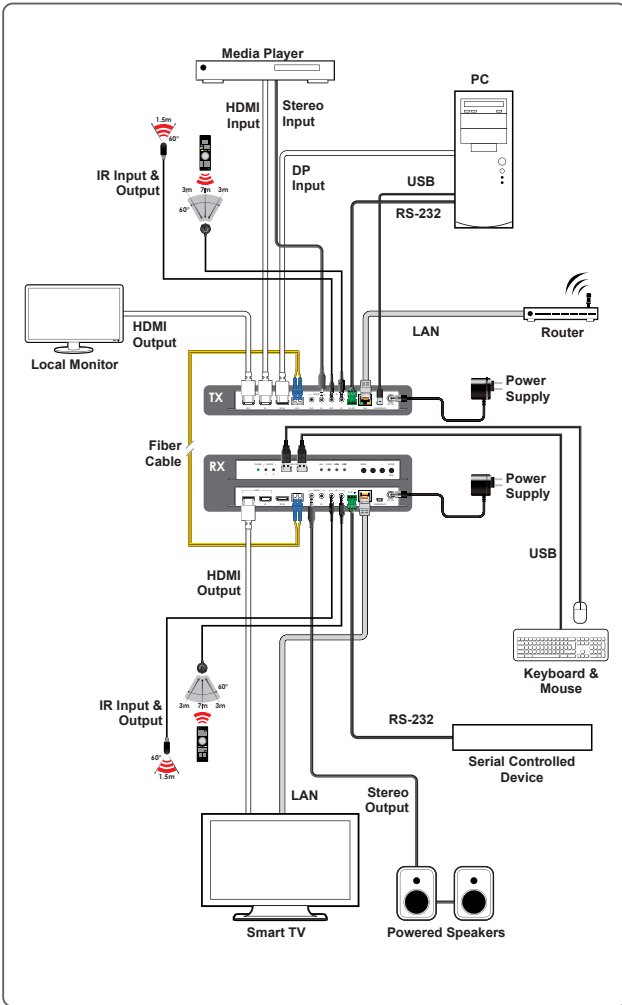 Media Player
PC
HDMI
Input
Stereo
Input
1.5m
60°
IR Input &
Output
3m 7m 3m
60°
DP
Input
USB
RS-232
HDMI
Output
Local Monitor
LAN
Router
TX
Power
Supply
Fiber
Cable
RX
Power
Supply
HDMI
Output
USB
Keyboard &
Mouse
IR Input &
Output
60°
3m 7m 3m
60°
1.5m
RS-232
Serial Controlled
Device
LAN
Stereo
Output
Smart TV
Powered Speakers